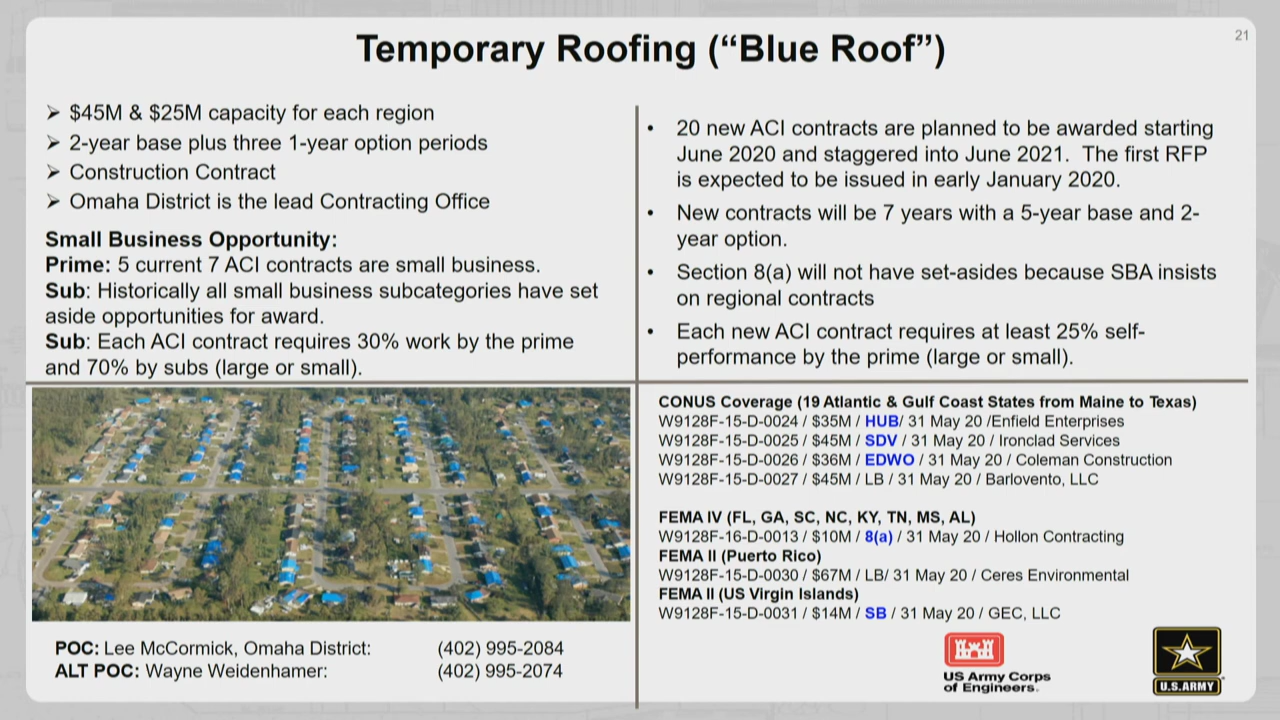 21
Temporary Roofing (“Blue Roof”)
➢ $45M & $25M capacity for each region
➢ 2-year base plus three 1-year option periods
➢ Construction Contract
➢ Omaha District is the lead Contracting Office
Small Business Opportunity:
Prime: 5 current 7 ACI contracts are small business.
Sub: Historically all small business subcategories have set
aside opportunities for award.
Sub: Each ACI contract requires 30% work by the prime
and 70% by subs (large or small).
• 20 new ACI contracts are planned to be awarded starting
June 2020 and staggered into June 2021. The first RFP
is expected to be issued in early January 2020.
• New contracts will be 7 years with a 5-year base and 2-
year option.
• Section 8(a) will not have set-asides because SBA insists
on regional contracts
• Each new ACI contract requires at least 25% self-
performance by the prime (large or small).
POC: Lee McCormick, Omaha District: (402) 995-2084
ALT POC: Wayne Weidenhamer: (402) 995-2074
CONUS Coverage (19 Atlantic & Gulf Coast States from Maine to Texas)
W9128F-15-D-0024 / $35M / HUB/ 31 May 20 /Enfield Enterprises
W9128F-15-D-0025 / $45M / SDV / 31 May 20 / Ironclad Services
W9128F-15-D-0026 / $36M / EDWO / 31 May 20 / Coleman Construction
W9128F-15-D-0027 / $45M / LB / 31 May 20 / Barlovento, LLC
FEMA IV (FL, GA, SC, NC, KY, TN, MS, AL)
W9128F-16-D-0013 / $10M / 8(a) / 31 May 20 / Hollon Contracting
FEMA II (Puerto Rico)
W9128F-15-D-0030 / $67M / LB/ 31 May 20 / Ceres Environmental
FEMA II (US Virgin Islands)
W9128F-15-D-0031 / $14M / SB / 31 May 20 / GEC, LLC
US Army Corps
of Engineers®
U.S.ARMY